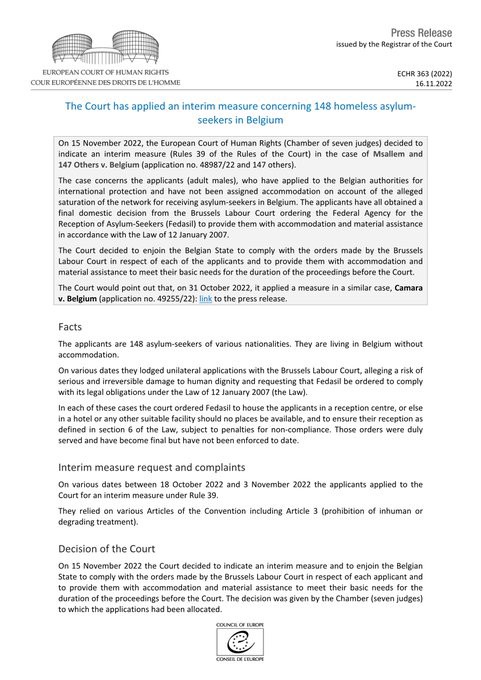 Press Release
issued by the Registrar of the Court
EUROPEAN COURT OF HUMAN RIGHTS
COUR EUROPÉENNE DES DROITS DE L'HOMME
ECHR 363 (2022)
16.11.2022
The Court has applied an interim measure concerning 148 homeless asylum-
seekers in Belgium
On 15 November 2022, the European Court of Human Rights (Chamber of seven judges) decided to
indicate an interim measure (Rules 39 of the Rules of the Court) in the case of Msallem and
147 Others v. Belgium (application no. 48987/22 and 147 others).
The case concerns the applicants (adult males), who have applied to the Belgian authorities for
international protection and have not been assigned accommodation on account of the alleged
saturation of the network for receiving asylum-seekers in Belgium. The applicants have all obtained a
final domestic decision from the Brussels Labour Court ordering the Federal Agency for the
Reception of Asylum-Seekers (Fedasil) to provide them with accommodation and material assistance
in accordance with the Law of 12 January 2007.
The Court decided to enjoin the Belgian State to comply with the orders made by the Brussels
Labour Court in respect of each of the applicants and to provide them with accommodation and
material assistance to meet their basic needs for the duration of the proceedings before the Court.
The Court would point out that, on 31 October 2022, it applied a measure in a similar case, Camara
v. Belgium (application no. 49255/22): link to the press release.
Facts
The applicants are 148 asylum-seekers of various nationalities. They are living in Belgium without
accommodation.
On various dates they lodged unilateral applications with the Brussels Labour Court, alleging a risk of
serious and irreversible damage to human dignity and requesting that Fedasil be ordered to comply
with its legal obligations under the Law of 12 January 2007 (the Law).
In each of these cases the court ordered Fedasil to house the applicants in a reception centre, or else
in a hotel or any other suitable facility should no places be available, and to ensure their reception as
defined in section 6 of the Law, subject to penalties for non-compliance. Those orders were duly
served and have become final but have not been enforced to date.
Interim measure request and complaints
On various dates between 18 October 2022 and 3 November 2022 the applicants applied to the
Court for an interim measure under Rule 39.
They relied on various Articles of the Convention including Article 3 (prohibition of inhuman or
degrading treatment).
Decision of the Court
On 15 November 2022 the Court decided to indicate an interim measure and to enjoin the Belgian
State to comply with the orders made by the Brussels Labour Court in respect of each applicant and
to provide them with accommodation and material assistance to meet their basic needs for the
duration of the proceedings before the Court. The decision was given by the Chamber (seven judges)
to which the applications had been allocated.
COUNCIL OF EUROPE
CONSEIL DE L'EUROPE